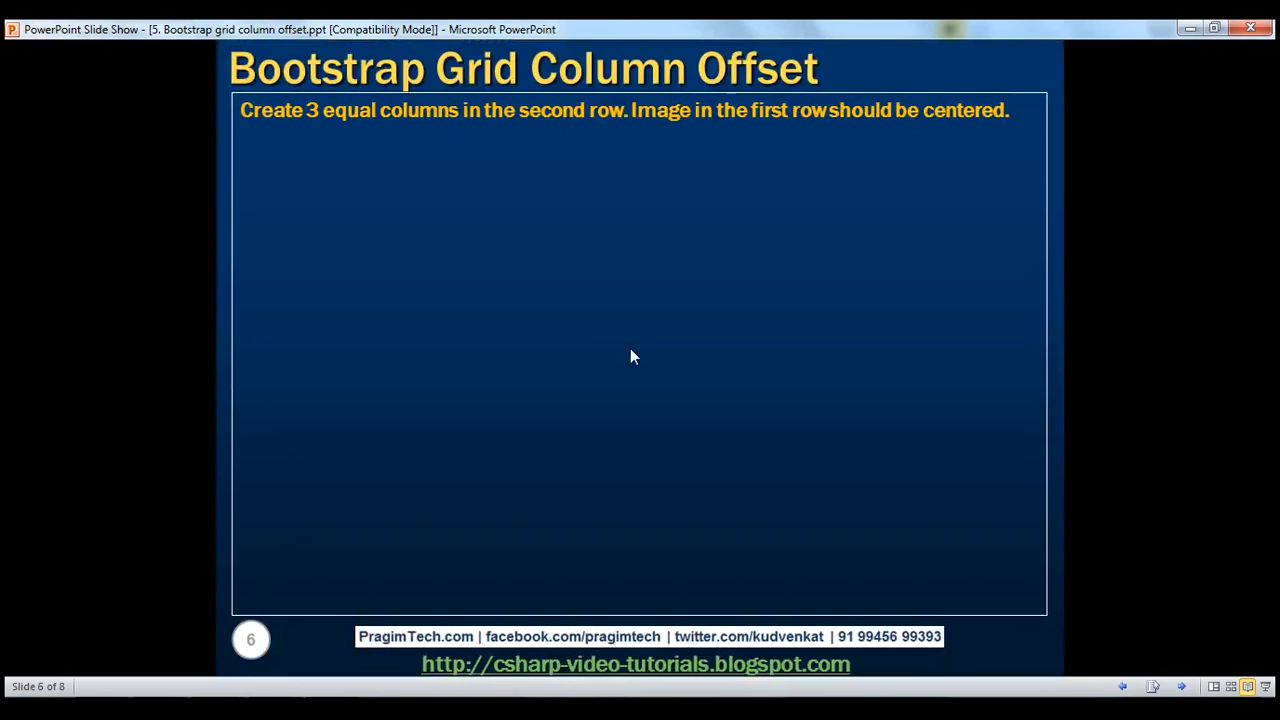 PowerPoint Slide Show - [5. Bootstrap grid column offset.ppt [Compatibility Mode]] - Microsoft PowerPoint
Bootstrap Grid Column Offset
Create 3 equal columns in the second row. Image in the first row should be centered.
6
PragimTech.com | facebook.com/pragimtech | twitter.com/kudvenkat | 91 99456 99393
http://csharp-video-tutorials.blogspot.com
Slide 6 of 8